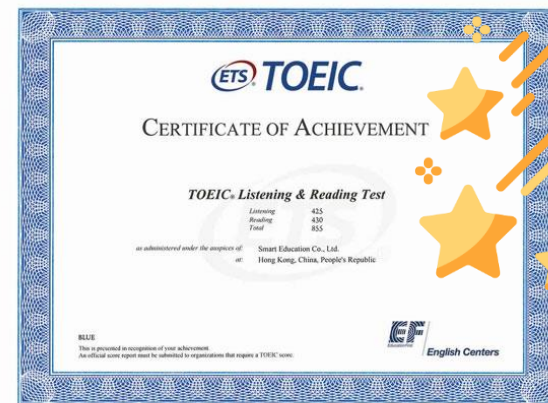 ETS TOEIC.
CERTIFICATE OF ACHIEVEMENT
TOEIC® Listening & Reading Test
Listening 425
Reading 430
Total 855
as administered under the auspices of: Smart Education Co., Ltd.
at: Hong Kong, China, People's Republic
BLUE
This is presented in recognition of your achievement.
An official score report must be submitted to organizations that require a TOEIC score.
EF English Centers